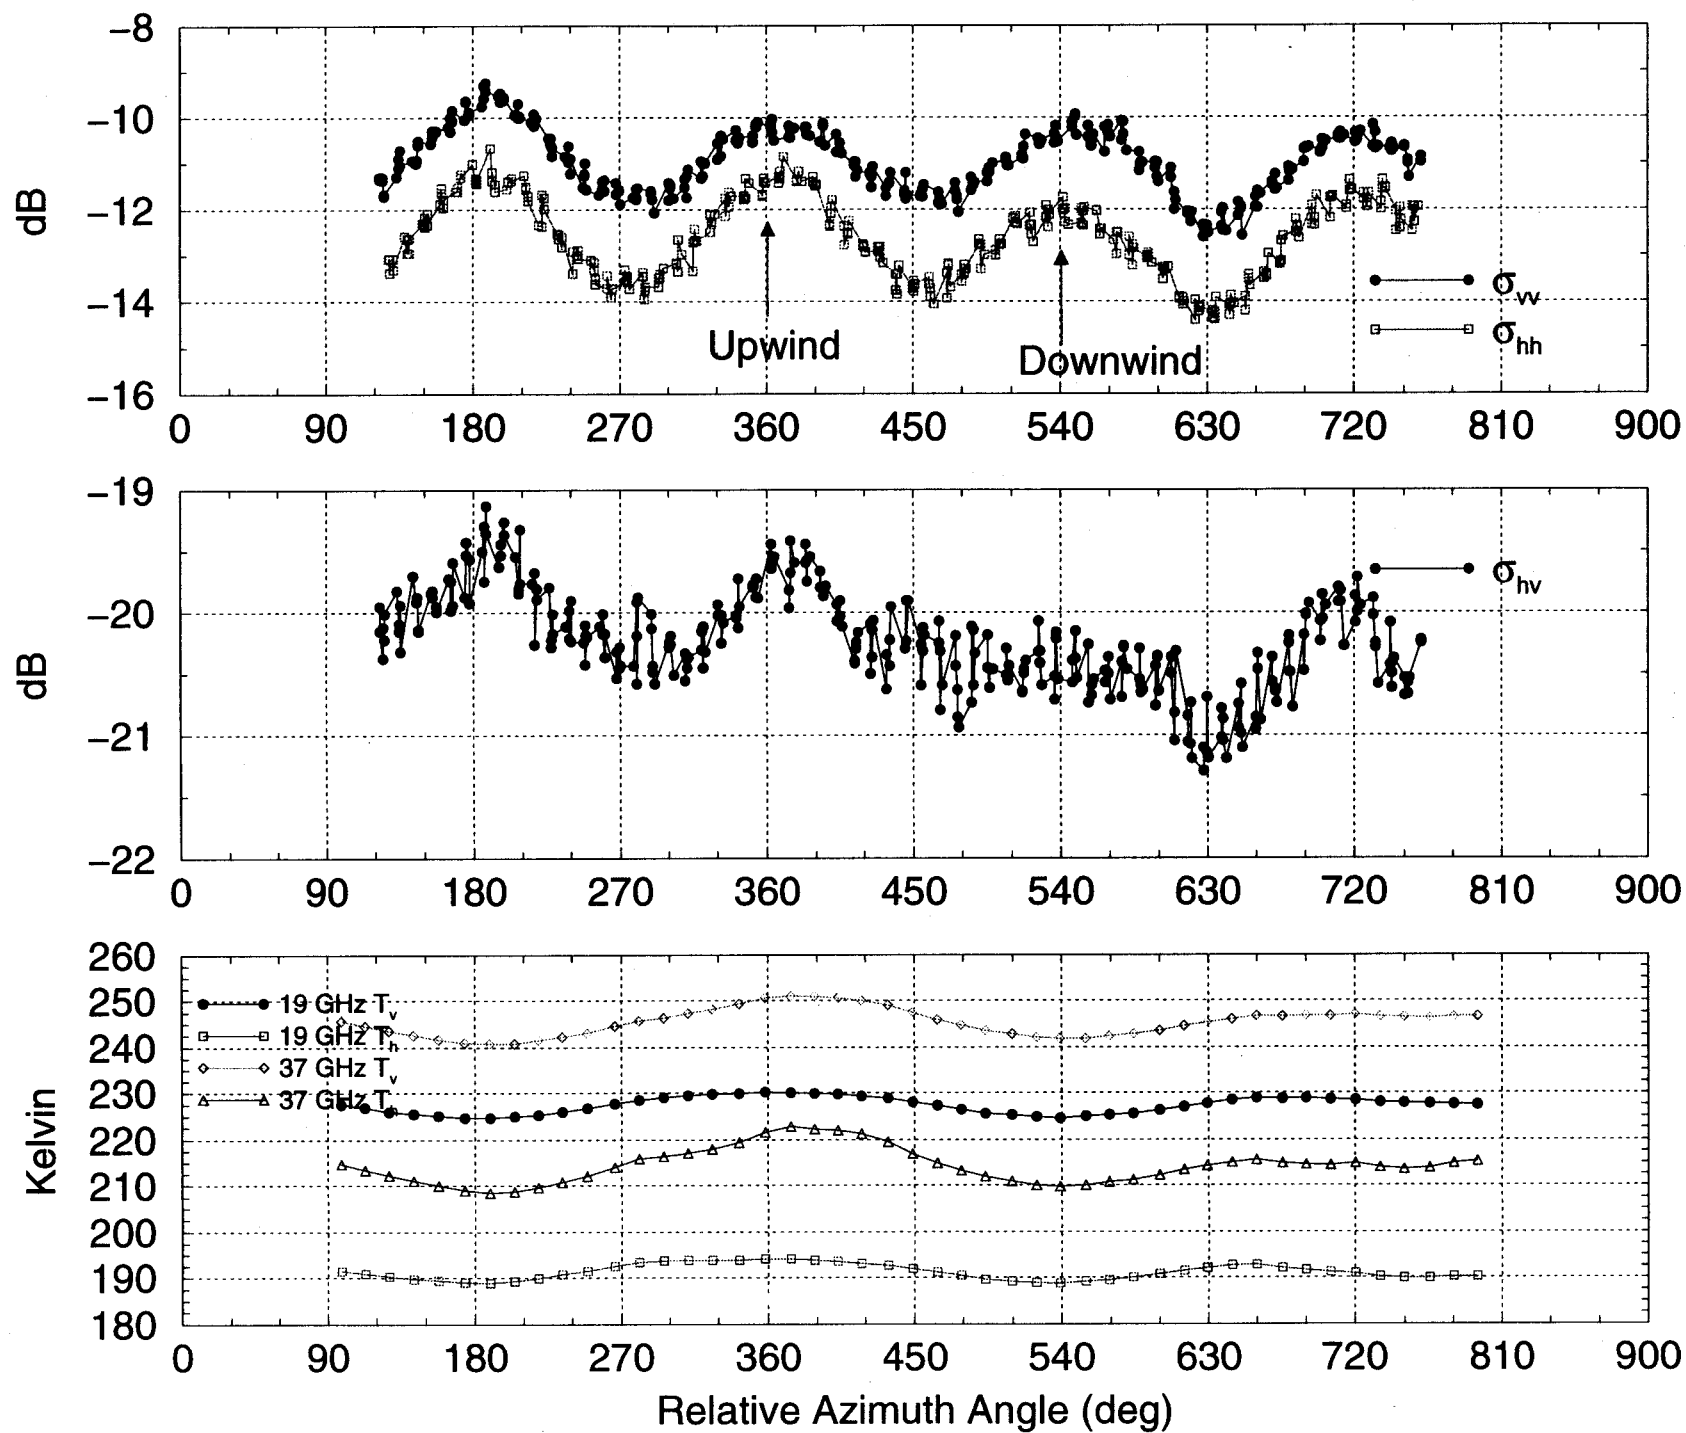 −8
−10
−12
−14
−16
dB
σvv
σhh
Upwind
Downwind
0 90 180 270 360 450 540 630 720 810 900
−19
−20
−21
−22
dB
σhv
0 90 180 270 360 450 540 630 720 810 900
260
250
240
230
220
210
200
190
180
Kelvin
19 GHz Tv
19 GHz Th
37 GHz Tv
37 GHz T
0 90 180 270 360 450 540 630 720 810 900
Relative Azimuth Angle (deg)